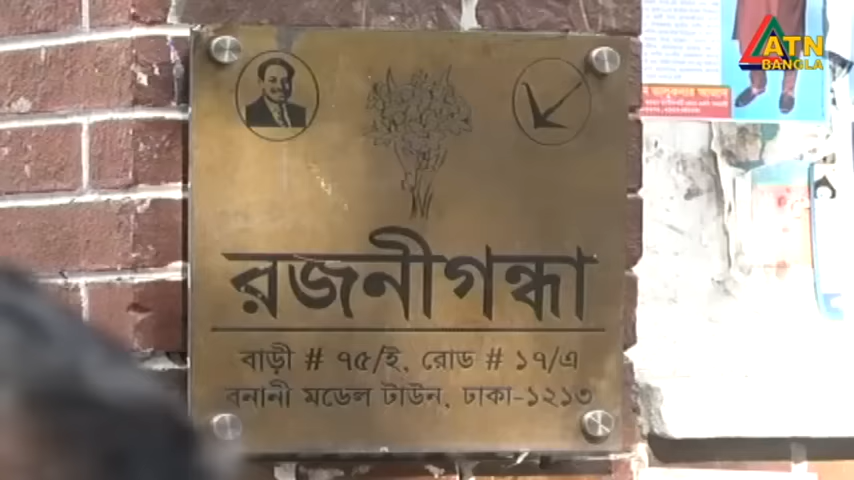 ATN
BANGLA
রজনীগন্ধা
বাড়ী # ৭৫/ই, রোড # ১৭/এ
বনানী মডেল টাউন, ঢাকা-১২১৩